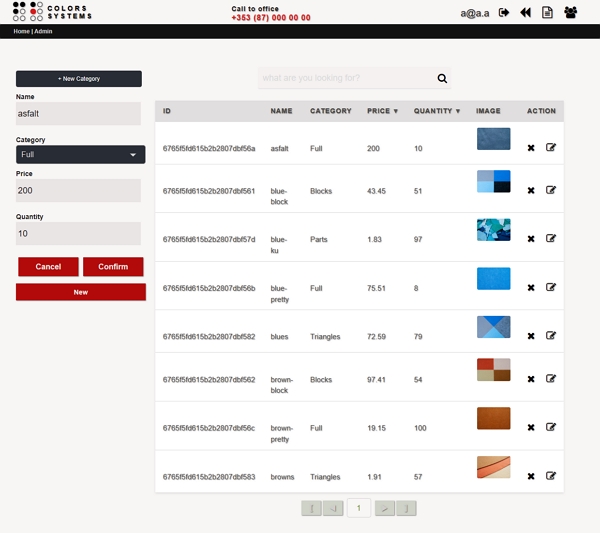 COLORS
SYSTEMS
Call to office
+353 (87) 000 00 00
a@a.a
Home | Admin
+ New Category
Name
asfalt
Category
Full
Price
200
Quantity
10
Cancel Confirm
New
what are you looking for?
ID NAME CATEGORY PRICE ▼ QUANTITY ▼ IMAGE ACTION
6765f5fd615b2b2807dbf56a asfalt Full 200 10
6765f5fd615b2b2807dbf561 blue-block Blocks 43.45 51
6765f5fd615b2b2807dbf57d blue-ku Parts 1.83 97
6765f5fd615b2b2807dbf56b blue-pretty Full 75.51 8
6765f5fd615b2b2807dbf582 blues Triangles 72.59 79
6765f5fd615b2b2807dbf562 brown-block Blocks 97.41 54
6765f5fd615b2b2807dbf56c brown-pretty Full 19.15 100
6765f5fd615b2b2807dbf583 browns Triangles 1.91 57
1